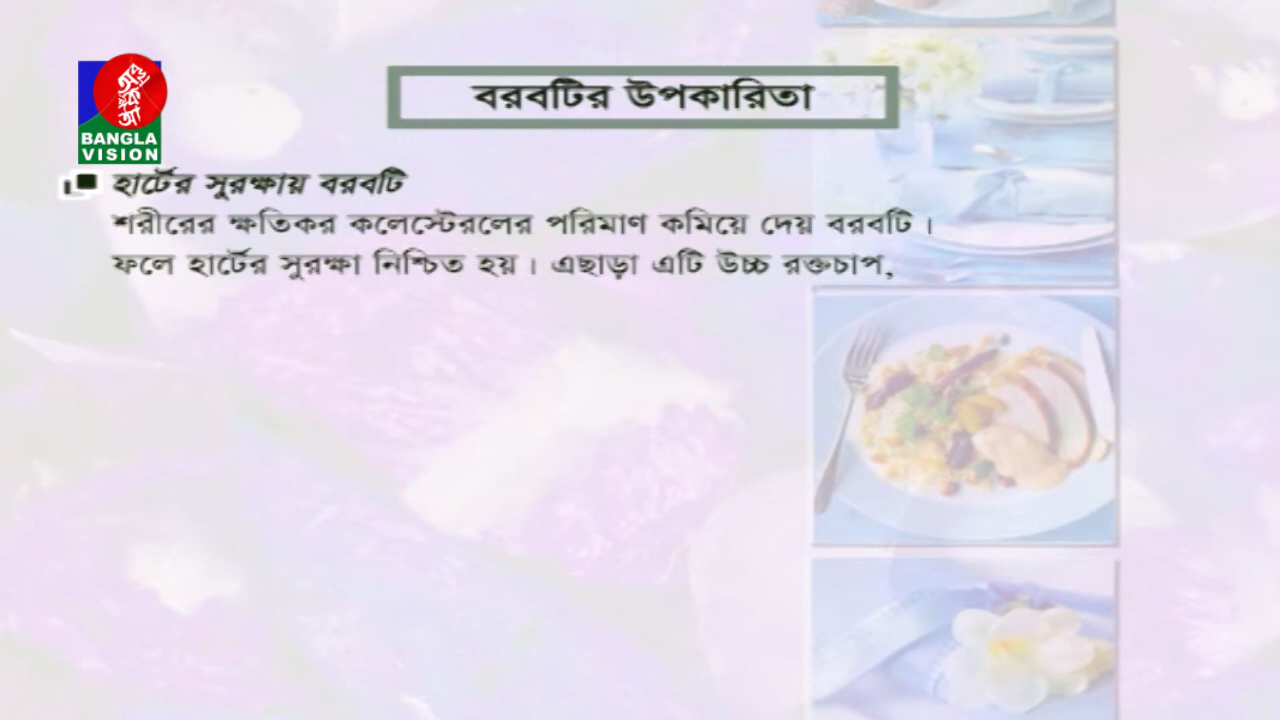 বরবটির উপকারিতা
BANGLA
VISION
হার্টের সুরক্ষায় বরবটি
শরীরের ক্ষতিকর কলেস্টেরলের পরিমাণ কমিয়ে দেয় বরবটি।
ফলে হার্টের সুরক্ষা নিশ্চিত হয়। এছাড়া এটি উচ্চ রক্তচাপ,